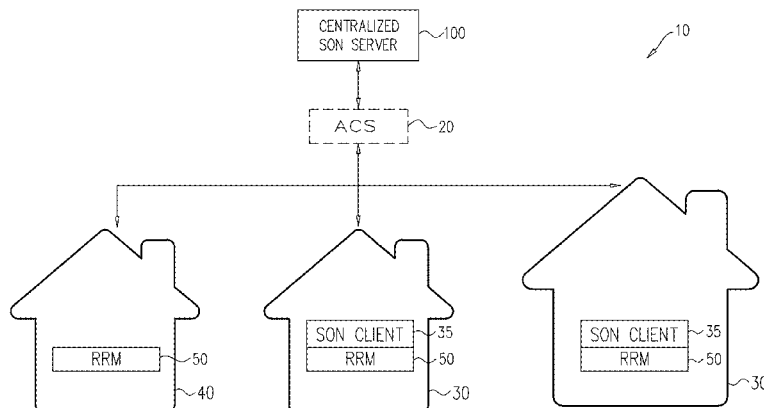 CENTRALIZED
SON SERVER
100
10
ACS
20
SON CLIENT
35
SON CLIENT
35
RRM
50
RRM
50
RRM
50
40
30
30